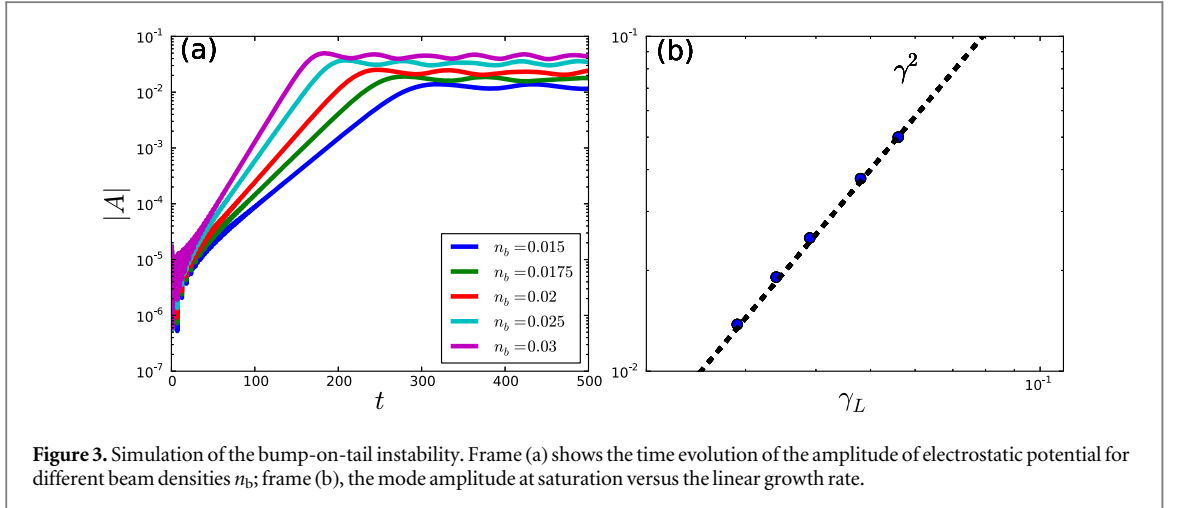 (a)
10^-1
10^-2
10^-3
10^-4
10^-5
10^-6
10^-7
|A|
n_b = 0.015
n_b = 0.0175
n_b = 0.02
n_b = 0.025
n_b = 0.03
0 100 200 300 400 500
t
(b)
γ^2
10^-1
10^-2
10^-1
γ_L
Figure 3. Simulation of the bump-on-tail instability. Frame (a) shows the time evolution of the amplitude of electrostatic potential for
different beam densities n_b; frame (b), the mode amplitude at saturation versus the linear growth rate.